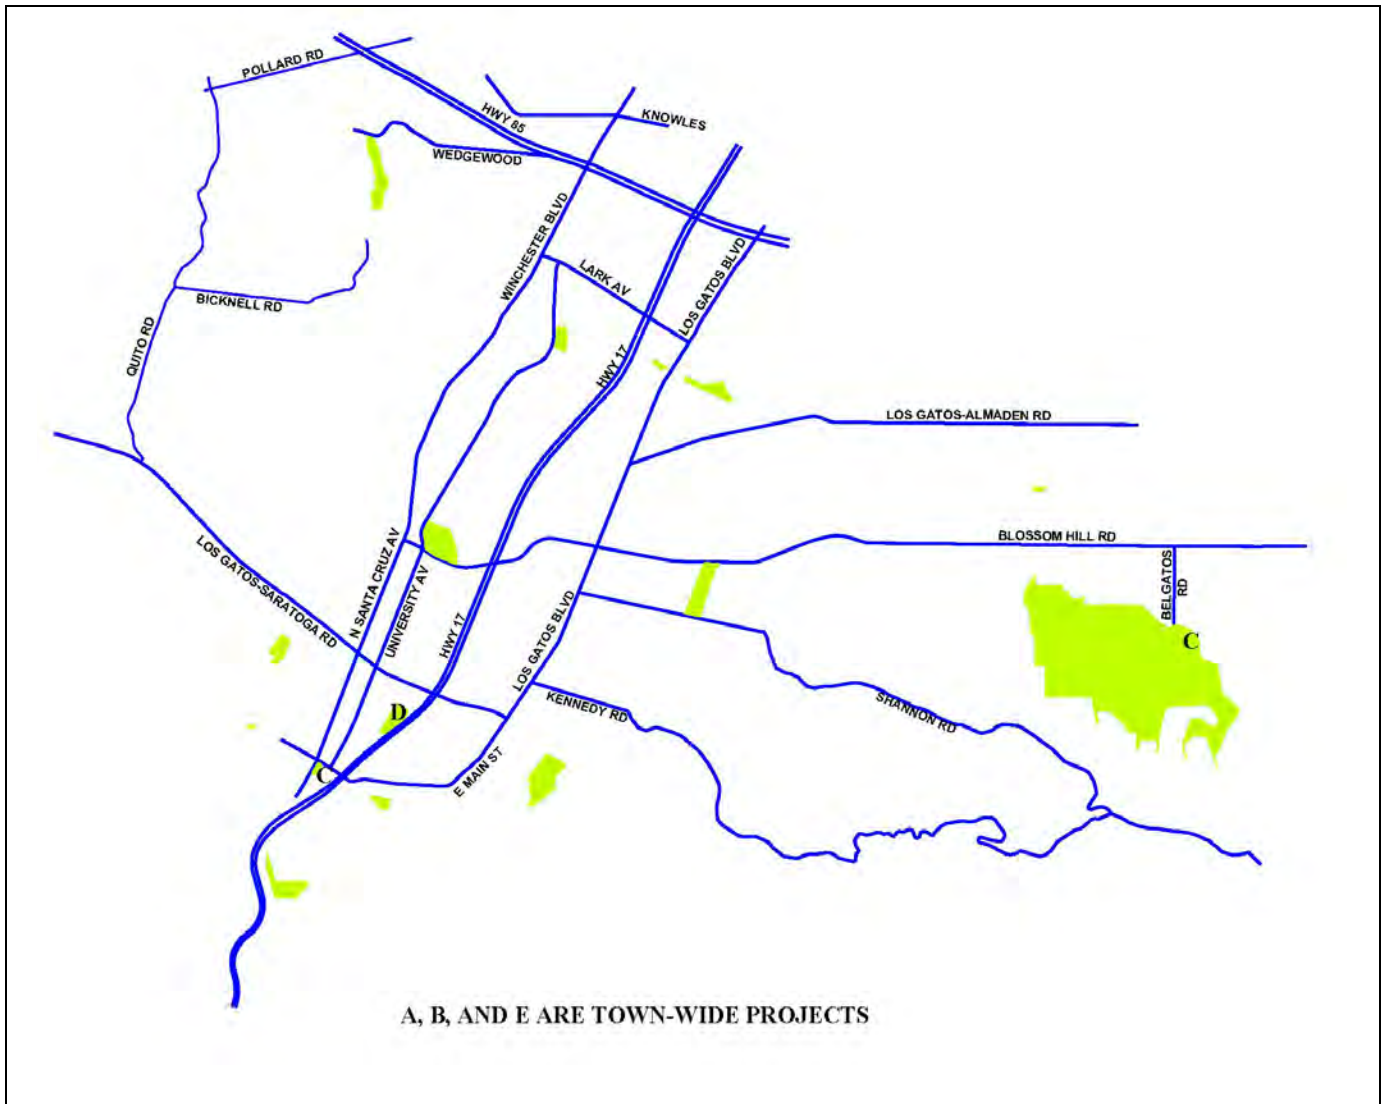 POLLARD RD
HWY 85
KNOWLES
WEDGEWOOD
WINCHESTER BLVD
LARK AV
LOS GATOS BLVD
BICKNELL RD
QUITO RD
HWY 17
LOS GATOS-ALMADEN RD
BLOSSOM HILL RD
BELGATOS
RD
N SANTA CRUZ AV
LOS GATOS-SARATOGA RD
UNIVERSITY AV
HWY 17
LOS GATOS BLVD
C
KENNEDY RD
SHANNON RD
D
E MAIN ST
C
A, B, AND E ARE TOWN-WIDE PROJECTS